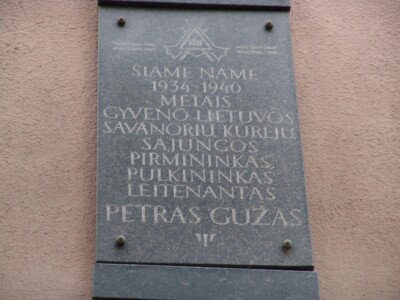 ŠIAME NAME
1934-1940
METAIS
GYVENO LIETUVOS
SAVANORIŲ KŪRĖJŲ
SĄJUNGOS
PIRMININKAS,
PULKININKAS
LEITENANTAS
PETRAS GUŽAS